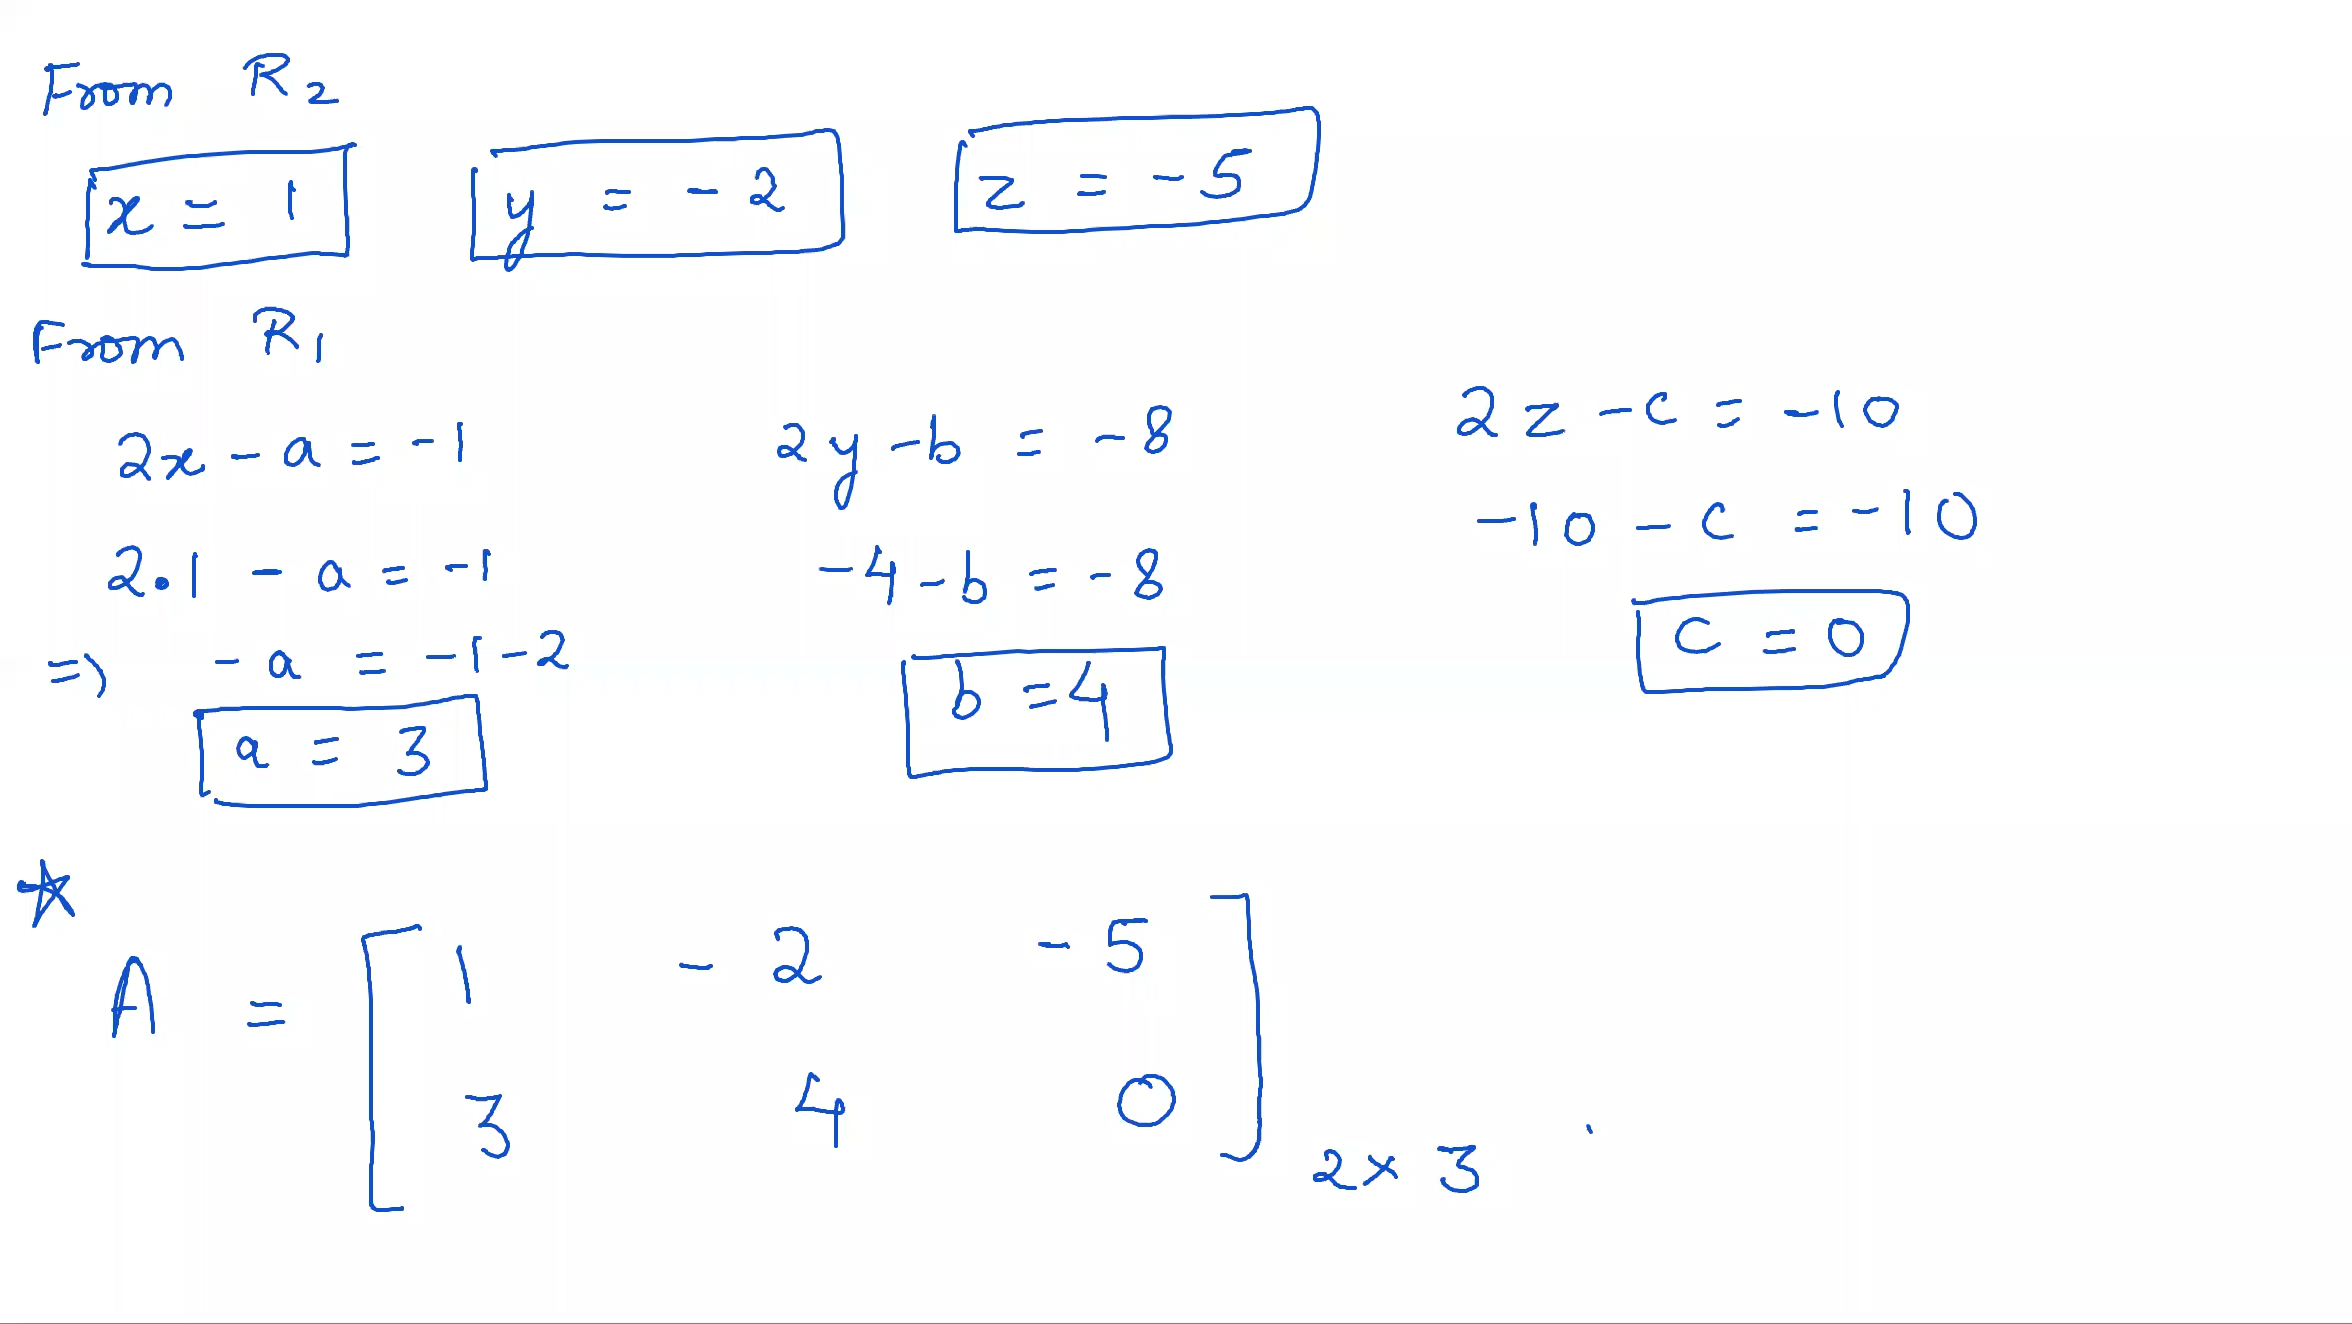 From R₂
x = 1
y = -2
z = -5
From R₁
2x - a = -1
2.1 - a = -1
=> -a = -1-2
a = 3
2y - b = -8
-4 - b = -8
b = 4
2z - c = -10
-10 - c = -10
c = 0
A = [ 1 -2 -5
3 4 0 ] 2×3